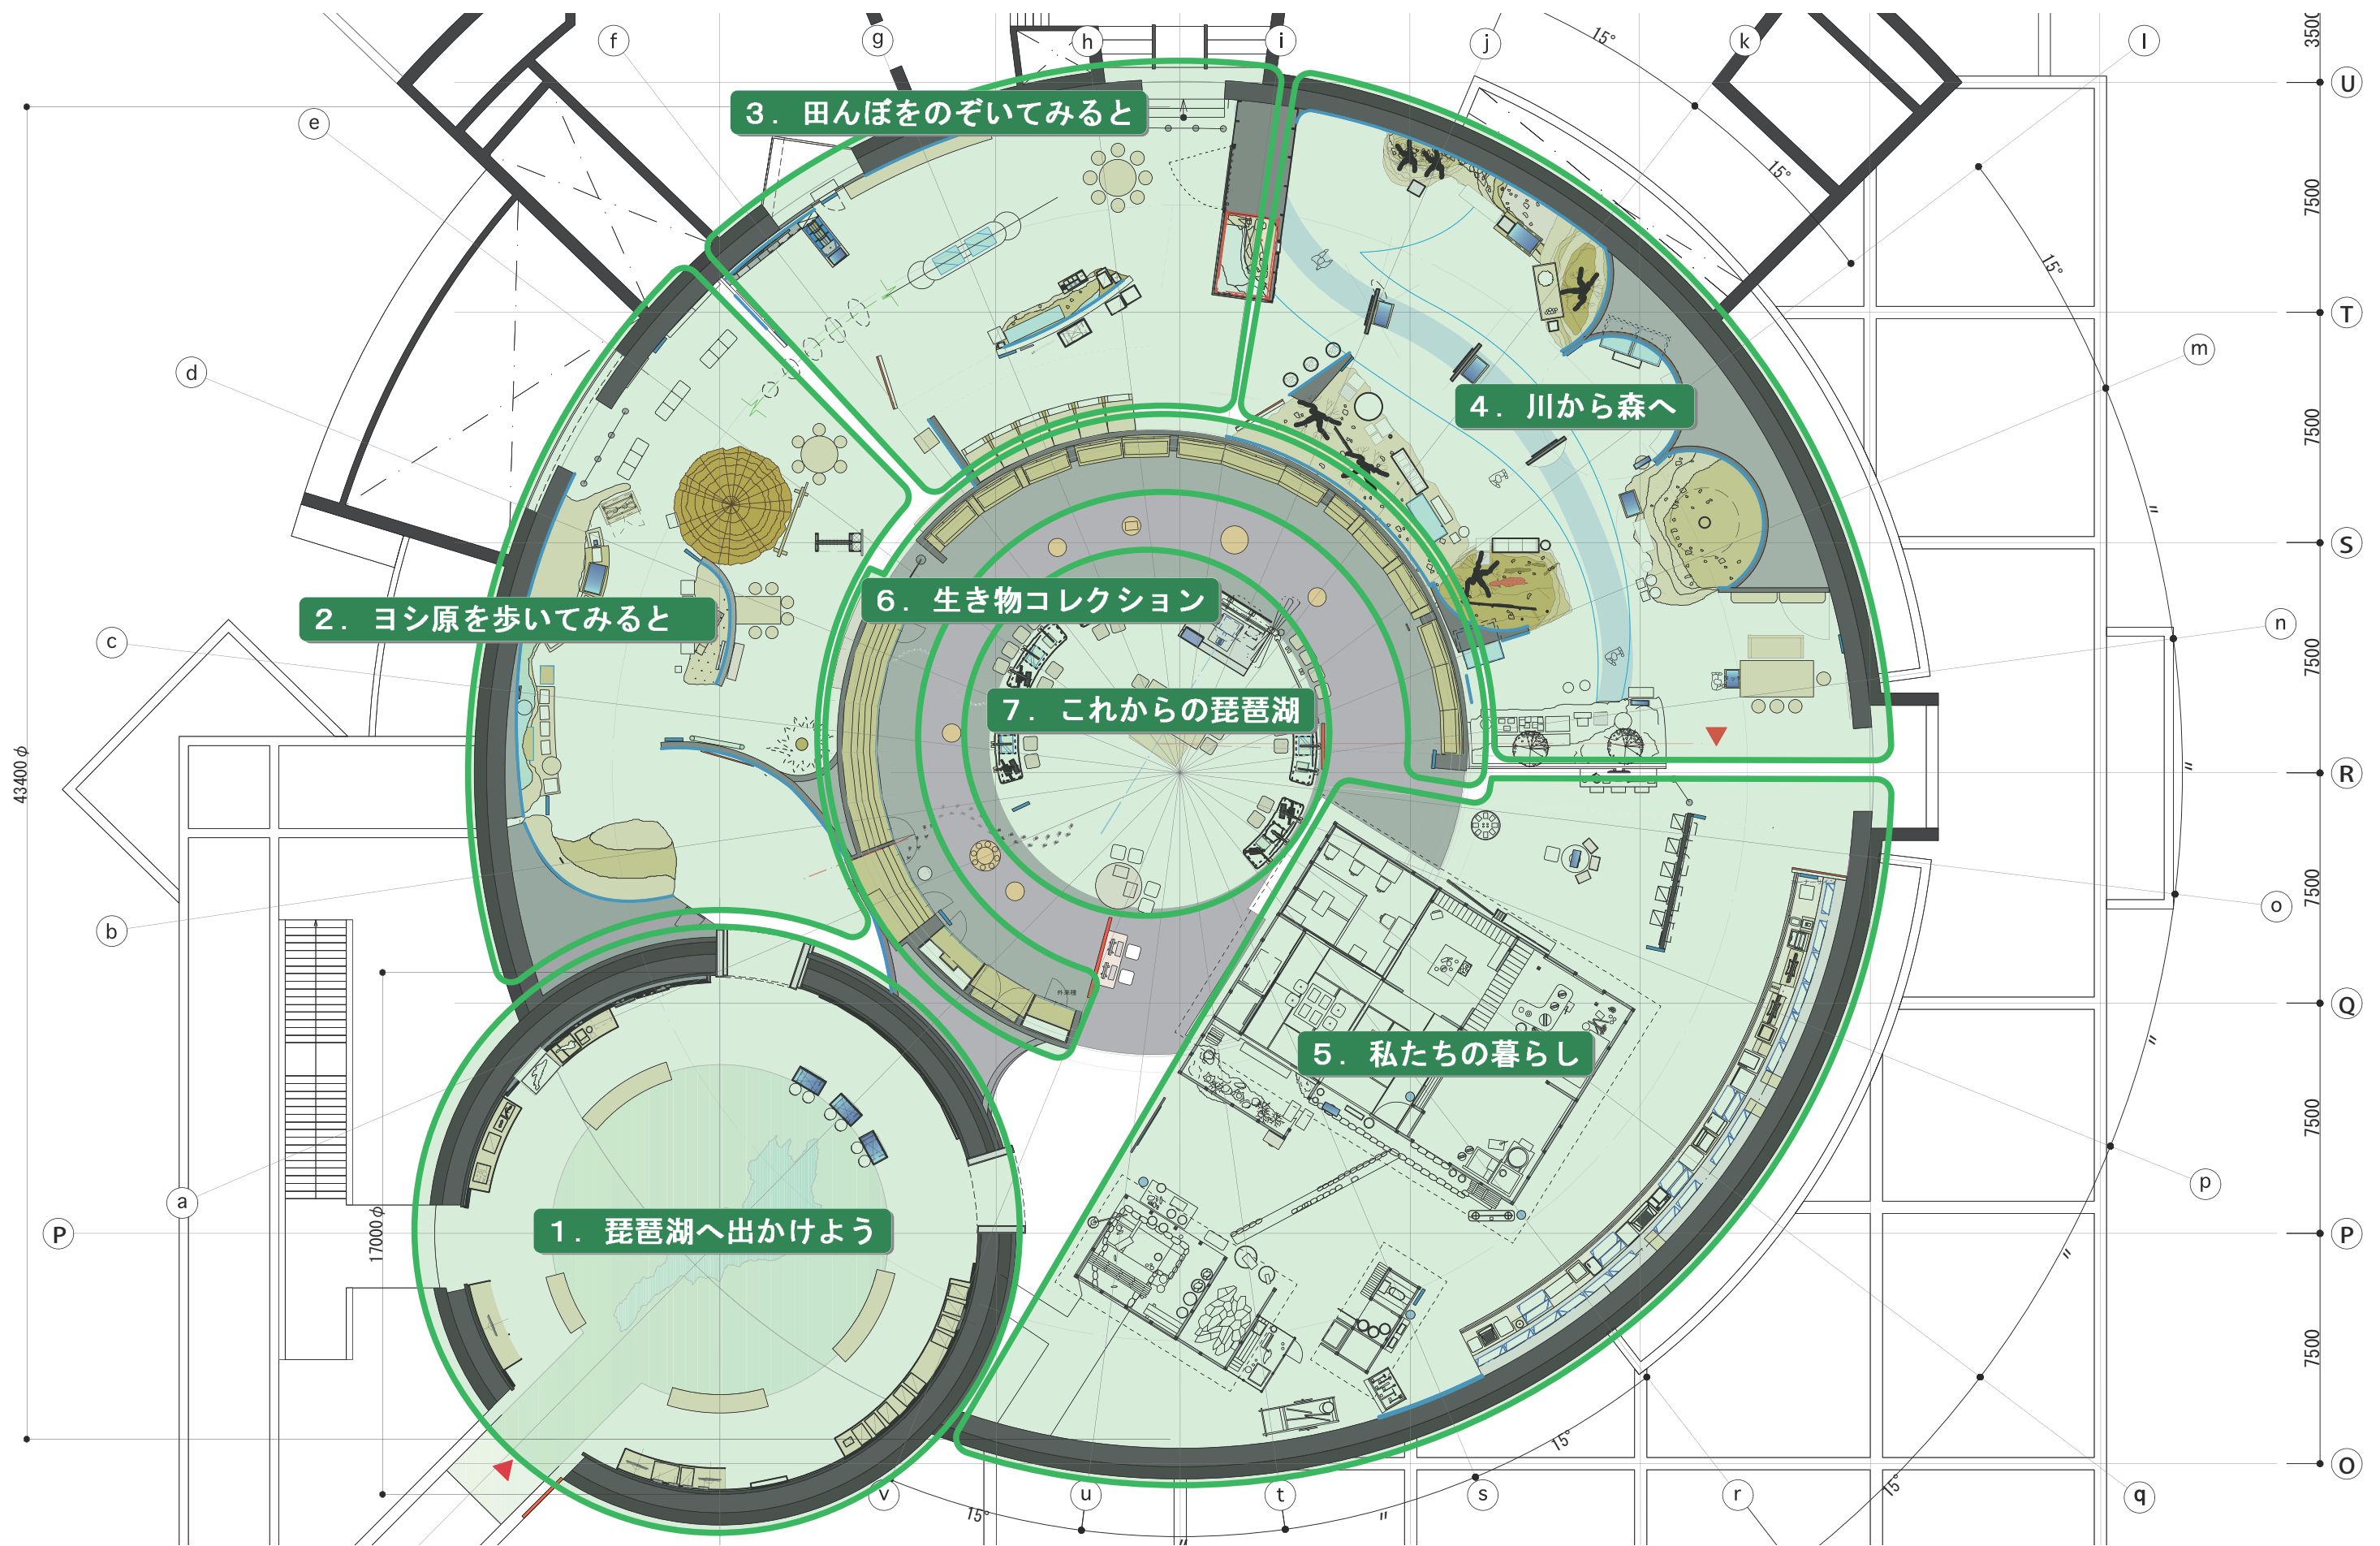 f
g
h
i
j
15°
k
l
3500
U
e
3．田んぼをのぞいてみると
15°
7500
15°
T
d
m
4．川から森へ
7500
〃
S
c
2．ヨシ原を歩いてみると
6．生き物コレクション
n
7500
7．これからの琵琶湖
43400φ
R
〃
7500
b
o
外来種
Q
5．私たちの暮らし
〃
7500
a
p
P
17000φ
1．琵琶湖へ出かけよう
〃
P
7500
15°
O
v
u
t
s
r
15°
q
15°
〃
〃